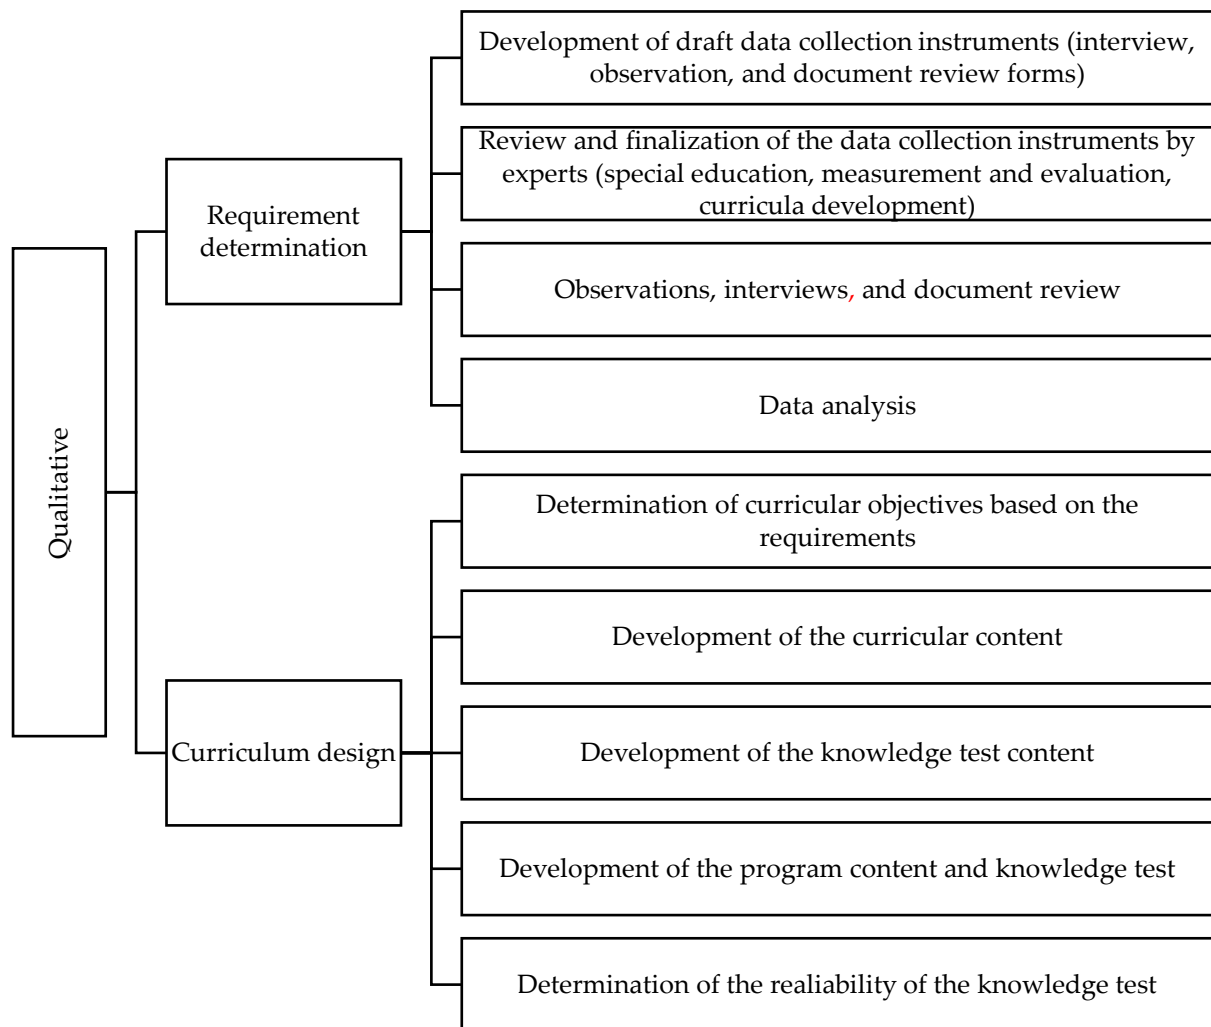 Qualitative
Requirement
determination
Development of draft data collection instruments (interview,
observation, and document review forms)
Review and finalization of the data collection instruments by
experts (special education, measurement and evaluation,
curricula development)
Observations, interviews, and document review
Data analysis
Curriculum design
Determination of curricular objectives based on the
requirements
Development of the curricular content
Development of the knowledge test content
Development of the program content and knowledge test
Determination of the realiability of the knowledge test